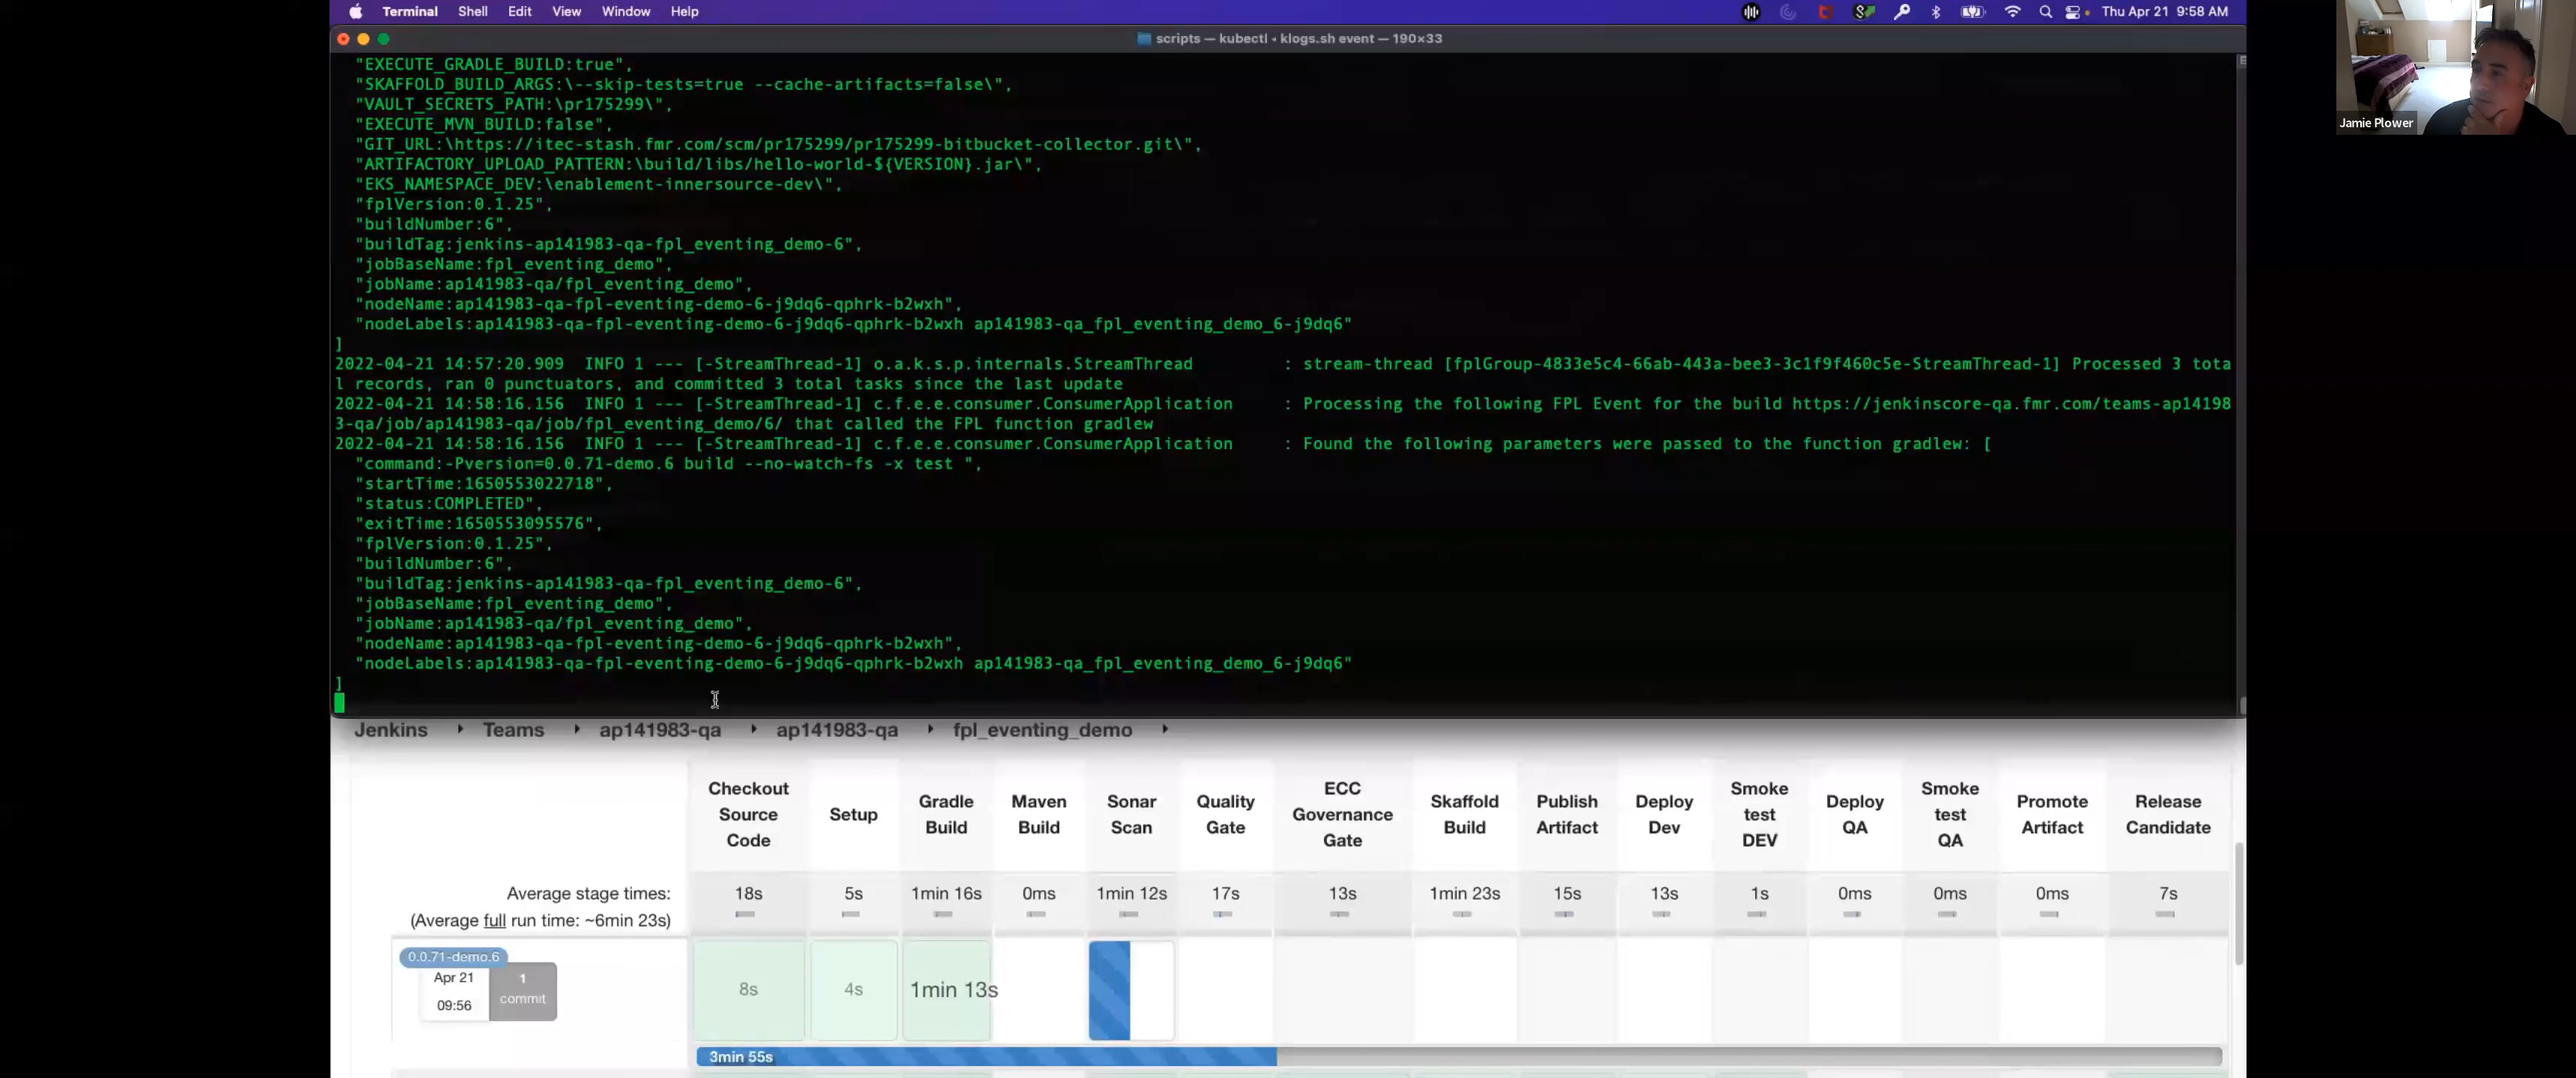 Terminal Shell Edit View Window Help
Thu Apr 21 9:58 AM
scripts — kubectl ◂ klogs.sh event — 190×33
"EXECUTE_GRADLE_BUILD:true",
"SKAFFOLD_BUILD_ARGS:\--skip-tests=true --cache-artifacts=false\",
"VAULT_SECRETS_PATH:\pr175299\",
"EXECUTE_MVN_BUILD:false",
"GIT_URL:\https://itec-stash.fmr.com/scm/pr175299/pr175299-bitbucket-collector.git\",
"ARTIFACTORY_UPLOAD_PATTERN:\build/libs/hello-world-${VERSION}.jar\",
"EKS_NAMESPACE_DEV:\enablement-innersource-dev\",
"fplVersion:0.1.25",
"buildNumber:6",
"buildTag:jenkins-ap141983-qa-fpl_eventing_demo-6",
"jobBaseName:fpl_eventing_demo",
"jobName:ap141983-qa/fpl_eventing_demo",
"nodeName:ap141983-qa-fpl-eventing-demo-6-j9dq6-qphrk-b2wxh",
"nodeLabels:ap141983-qa-fpl-eventing-demo-6-j9dq6-qphrk-b2wxh ap141983-qa_fpl_eventing_demo_6-j9dq6"
]
2022-04-21 14:57:20.909 INFO 1 --- [-StreamThread-1] o.a.k.s.p.internals.StreamThread : stream-thread [fplGroup-4833e5c4-66ab-443a-bee3-3c1f9f460c5e-StreamThread-1] Processed 3 tota
l records, ran 0 punctuators, and committed 3 total tasks since the last update
2022-04-21 14:58:16.156 INFO 1 --- [-StreamThread-1] c.f.e.e.consumer.ConsumerApplication : Processing the following FPL Event for the build https://jenkinscore-qa.fmr.com/teams-ap14198
3-qa/job/ap141983-qa/job/fpl_eventing_demo/6/ that called the FPL function gradlew
2022-04-21 14:58:16.156 INFO 1 --- [-StreamThread-1] c.f.e.e.consumer.ConsumerApplication : Found the following parameters were passed to the function gradlew: [
"command:-Pversion=0.0.71-demo.6 build --no-watch-fs -x test ",
"startTime:1650553022718",
"status:COMPLETED",
"exitTime:1650553095576",
"fplVersion:0.1.25",
"buildNumber:6",
"buildTag:jenkins-ap141983-qa-fpl_eventing_demo-6",
"jobBaseName:fpl_eventing_demo",
"jobName:ap141983-qa/fpl_eventing_demo",
"nodeName:ap141983-qa-fpl-eventing-demo-6-j9dq6-qphrk-b2wxh",
"nodeLabels:ap141983-qa-fpl-eventing-demo-6-j9dq6-qphrk-b2wxh ap141983-qa_fpl_eventing_demo_6-j9dq6"
]
Jenkins Teams ap141983-qa ap141983-qa fpl_eventing_demo
Checkout Source Code
Setup
Gradle Build
Maven Build
Sonar Scan
Quality Gate
ECC Governance Gate
Skaffold Build
Publish Artifact
Deploy Dev
Smoke test DEV
Deploy QA
Smoke test QA
Promote Artifact
Release Candidate
Average stage times:
(Average full run time: ~6min 23s)
18s 5s 1min 16s 0ms 1min 12s 17s 13s 1min 23s 15s 13s 1s 0ms 0ms 0ms 7s
0.0.71-demo.6
Apr 21
09:56
1
commit
8s 4s 1min 13s
3min 55s
Jamie Plower